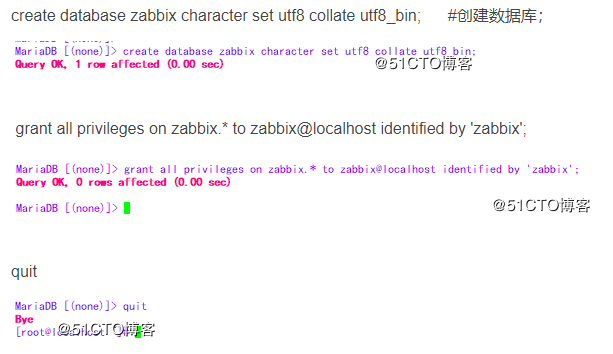 create database zabbix character set utf8 collate utf8_bin; #创建数据库；
MariaDB [(none)]> create database zabbix character set utf8 collate utf8_bin;
Query OK, 1 row affected (0.00 sec)
@51CTO博客
grant all privileges on zabbix.* to zabbix@localhost identified by 'zabbix';
MariaDB [(none)]> grant all privileges on zabbix.* to zabbix@localhost identified by 'zabbix';
Query OK, 0 rows affected (0.00 sec)
MariaDB [(none)]>
@51CTO博客
quit
MariaDB [(none)]> quit
Bye
@51CTO博客
[root@localhost